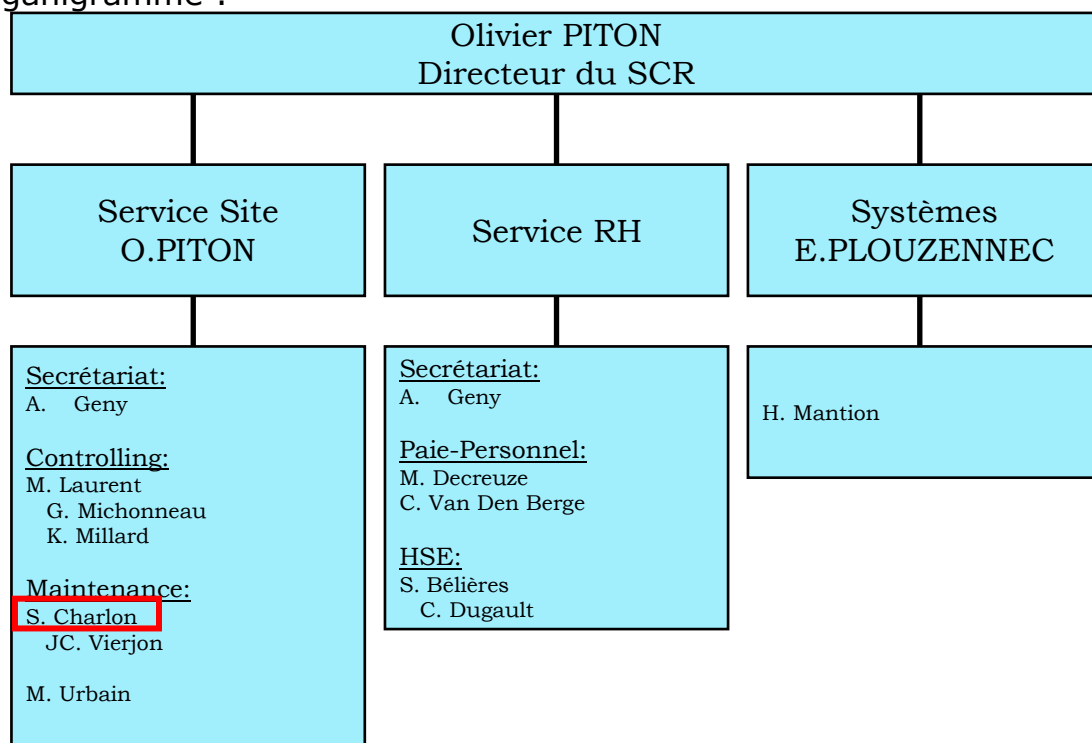 ganigramme :
Olivier PITON
Directeur du SCR
Service Site
O.PITON
Service RH
Systèmes
E.PLOUZENNEC
Secrétariat:
A. Geny
Controlling:
M. Laurent
G. Michonneau
K. Millard
Maintenance:
S. Charlon
JC. Vierjon
M. Urbain
Secrétariat:
A. Geny
Paie-Personnel:
M. Decreuze
C. Van Den Berge
HSE:
S. Bélières
C. Dugault
H. Mantion